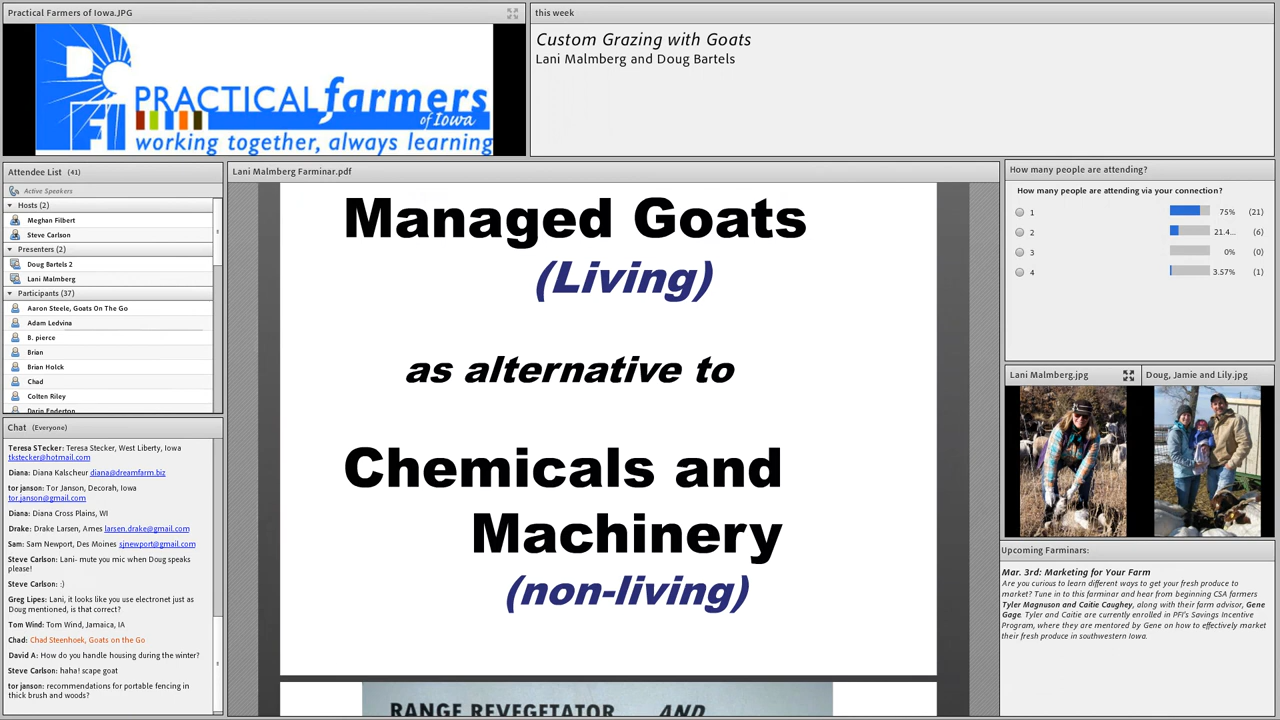 Practical Farmers of Iowa.JPG
PFI
PRACTICAL farmers
of Iowa
working together, always learning
this week
Custom Grazing with Goats
Lani Malmberg and Doug Bartels
Attendee List (41)
Active Speakers
Hosts (2)
Meghan Filbert
Steve Carlson
Presenters (2)
Doug Bartels 2
Lani Malmberg
Participants (37)
Aaron Steele, Goats On The Go
Adam Ledvina
B. pierce
Brian
Brian Holck
Chad
Colten Riley
Darin Enderton
Chat (Everyone)
Teresa STecker: Teresa Stecker, West Liberty, Iowa
tkstecker@hotmail.com
Diana: Diana Kalscheur diana@dreamfarm.biz
tor janson: Tor Janson, Decorah, Iowa
tor.janson@gmail.com
Diana: Diana Cross Plains, WI
Drake: Drake Larsen, Ames larsen.drake@gmail.com
Sam: Sam Newport, Des Moines sjnewport@gmail.com
Steve Carlson: Lani- mute you mic when Doug speaks
please!
Steve Carlson: :)
Greg Lipes: Lani, it looks like you use electronet just as
Doug mentioned, is that correct?
Tom Wind: Tom Wind, Jamaica, IA
Chad: Chad Steenhoek, Goats on the Go
David A: How do you handle housing during the winter?
Steve Carlson: haha! scape goat
tor janson: recommendations for portable fencing in
thick brush and woods?
Lani Malmberg Farminar.pdf
Managed Goats
(Living)
as alternative to
Chemicals and
Machinery
(non-living)
RANGE REVEGETATOR AND
How many people are attending?
How many people are attending via your connection?
1 75% (21)
2 21.4... (6)
3 0% (0)
4 3.57% (1)
Lani Malmberg.jpg
Doug, Jamie and Lily.jpg
Upcoming Farminars:
Mar. 3rd: Marketing for Your Farm
Are you curious to learn different ways to get your fresh produce to
market? Tune in to this farminar and hear from beginning CSA farmers
Tyler Magnuson and Caitie Caughey, along with their farm advisor, Gene
Gage. Tyler and Caitie are currently enrolled in PFI's Savings Incentive
Program, where they are mentored by Gene on how to effectively market
their fresh produce in southwestern Iowa.